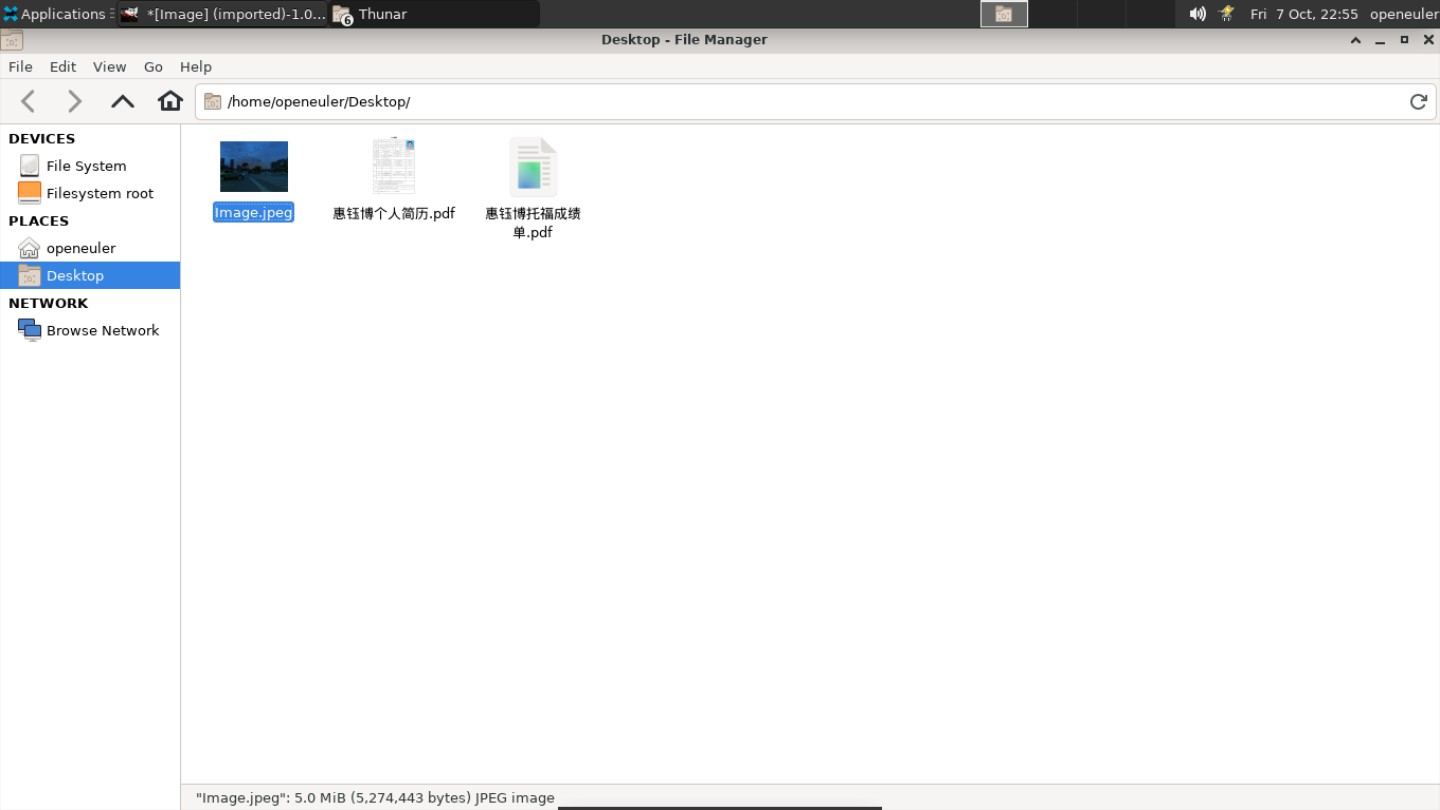 Applications
*[Image] (imported)-1.0...
6
Thunar
Fri 7 Oct, 22:55
openeuler
Desktop - File Manager
File
Edit
View
Go
Help
/home/openeuler/Desktop/
DEVICES
File System
Filesystem root
PLACES
openeuler
Desktop
NETWORK
Browse Network
Image.jpeg
惠钰博个人简历.pdf
惠钰博托福成绩
单.pdf
"Image.jpeg": 5.0 MiB (5,274,443 bytes) JPEG image